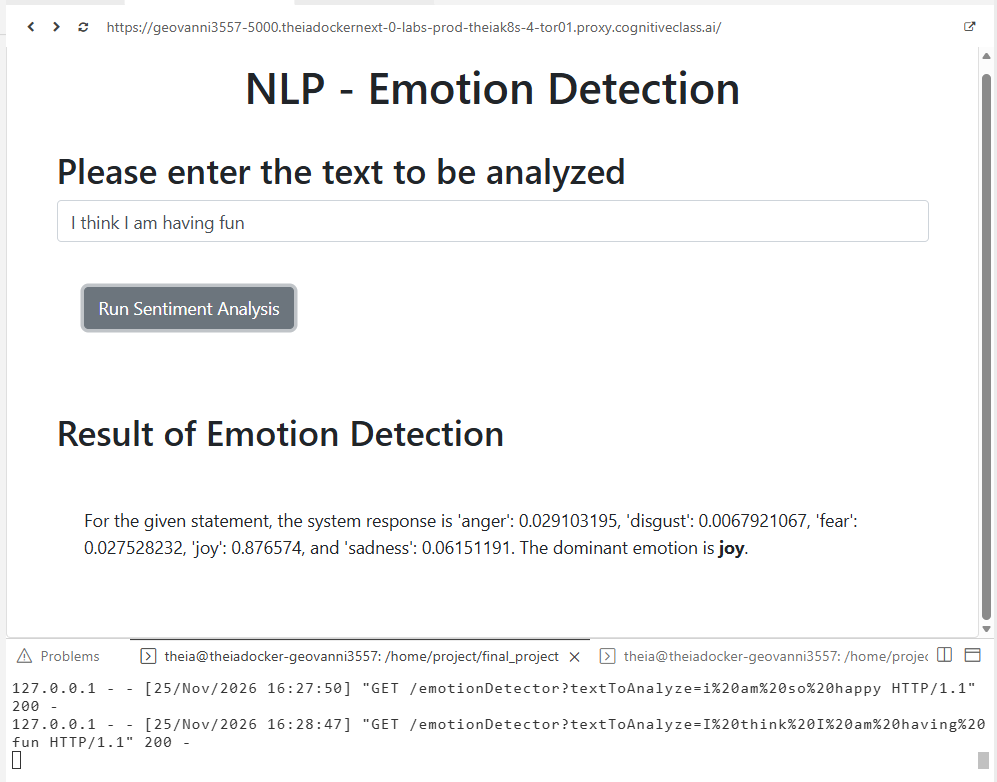 https://geovanni3557-5000.theiadockernext-0-labs-prod-theiak8s-4-tor01.proxy.cognitiveclass.ai/
NLP - Emotion Detection
Please enter the text to be analyzed
I think I am having fun
Run Sentiment Analysis
Result of Emotion Detection
For the given statement, the system response is 'anger': 0.029103195, 'disgust': 0.0067921067, 'fear':
0.027528232, 'joy': 0.876574, and 'sadness': 0.06151191. The dominant emotion is joy.
Problems theia@theiadocker-geovanni3557: /home/project/final_project theia@theiadocker-geovanni3557: /home/projec
127.0.0.1 - - [25/Nov/2026 16:27:50] "GET /emotionDetector?textToAnalyze=i%20am%20so%20happy HTTP/1.1"
200 -
127.0.0.1 - - [25/Nov/2026 16:28:47] "GET /emotionDetector?textToAnalyze=I%20think%20I%20am%20having%20
fun HTTP/1.1" 200 -